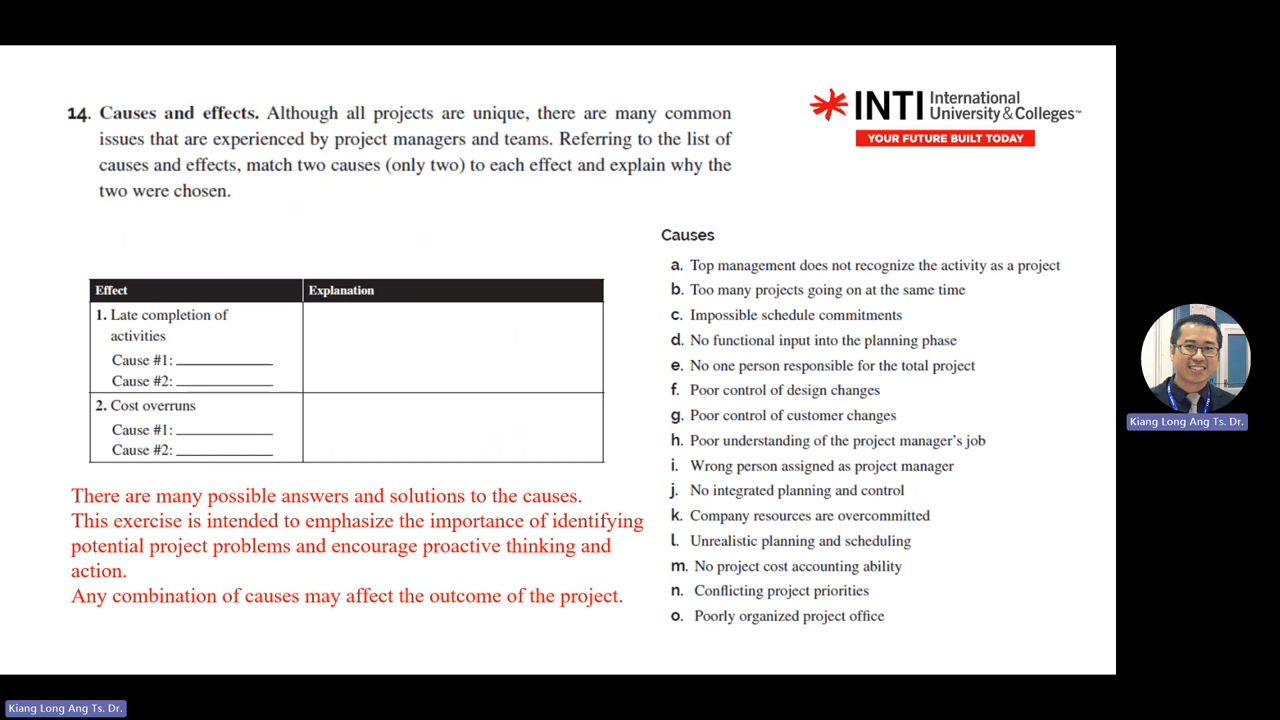 14. Causes and effects. Although all projects are unique, there are many common
issues that are experienced by project managers and teams. Referring to the list of
causes and effects, match two causes (only two) to each effect and explain why the
two were chosen.
INTI International
University & Colleges™
YOUR FUTURE BUILT TODAY
Effect Explanation
1. Late completion of
activities
Cause #1: ____________
Cause #2: ____________
2. Cost overruns
Cause #1: ____________
Cause #2: ____________
There are many possible answers and solutions to the causes.
This exercise is intended to emphasize the importance of identifying
potential project problems and encourage proactive thinking and
action.
Any combination of causes may affect the outcome of the project.
Causes
a. Top management does not recognize the activity as a project
b. Too many projects going on at the same time
c. Impossible schedule commitments
d. No functional input into the planning phase
e. No one person responsible for the total project
f. Poor control of design changes
g. Poor control of customer changes
h. Poor understanding of the project manager's job
i. Wrong person assigned as project manager
j. No integrated planning and control
k. Company resources are overcommitted
l. Unrealistic planning and scheduling
m. No project cost accounting ability
n. Conflicting project priorities
o. Poorly organized project office
Kiang Long Ang Ts. Dr.
Kiang Long Ang Ts. Dr.